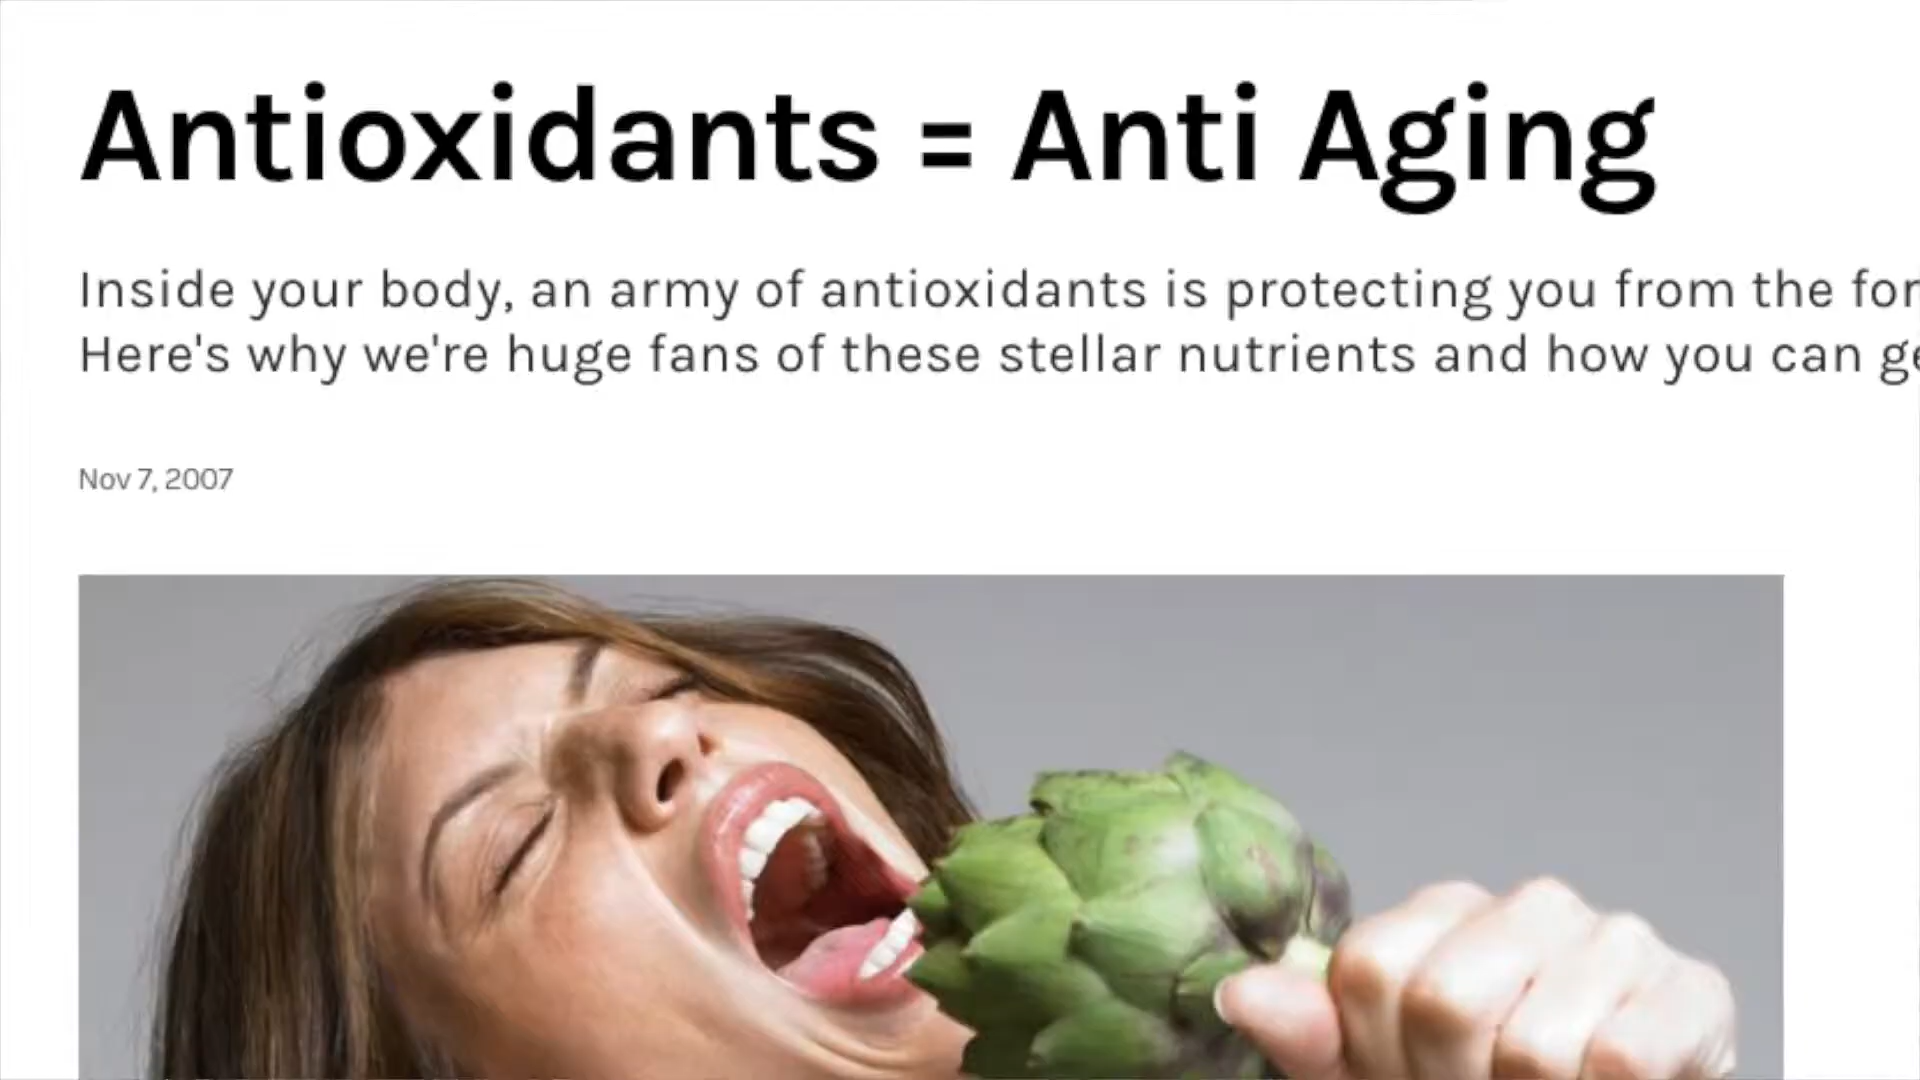 Antioxidants = Anti Aging
Inside your body, an army of antioxidants is protecting you from the
Here's why we're huge fans of these stellar nutrients and how you can
Nov 7, 2007